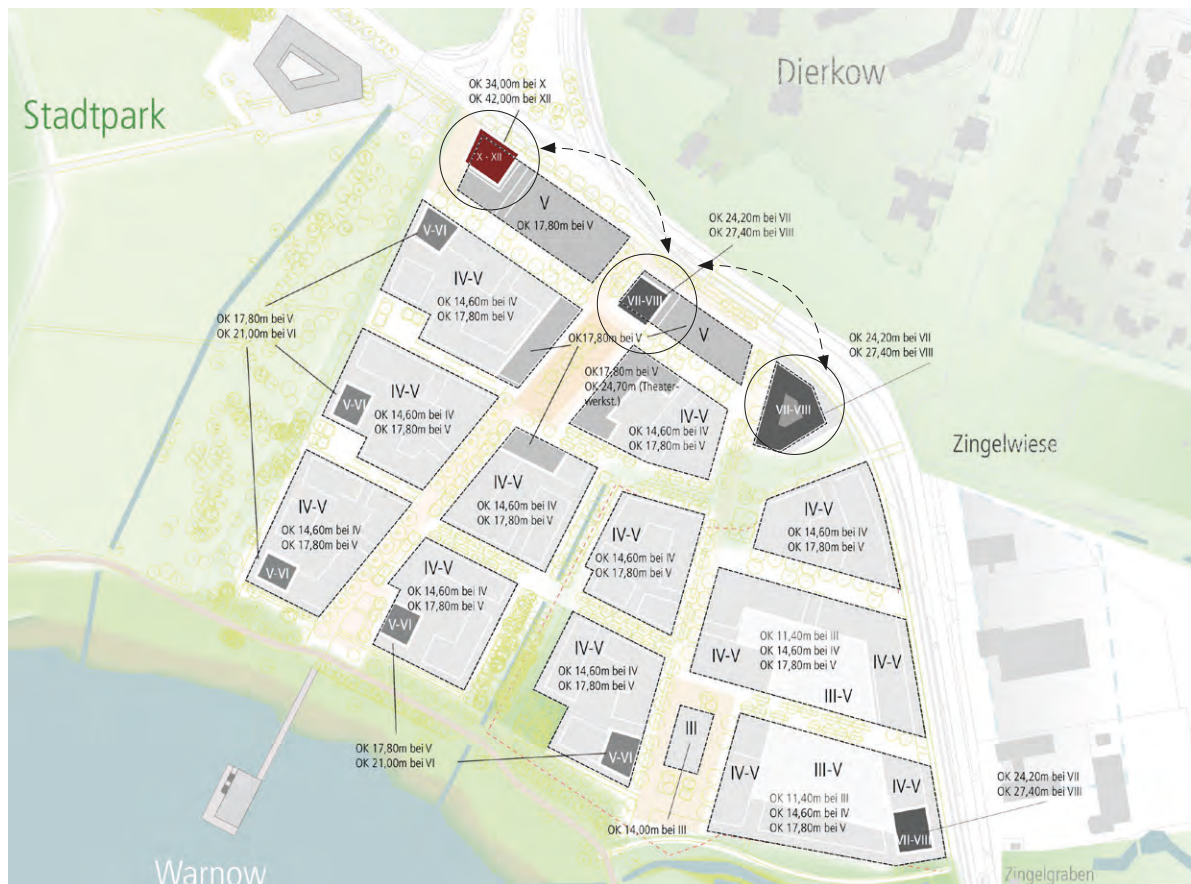 Stadtpark
Dierkow
OK 34,00m bei X
OK 42,00m bei XII
X - XII
V
OK 17,80m bei V
OK 24,20m bei VII
OK 27,40m bei VIII
V-VI
IV-V
OK 14,60m bei IV
OK 17,80m bei V
VII-VIII
V
OK 17,80m bei V
OK 21,00m bei VI
OK17,80m bei V
OK 24,20m bei VII
OK 27,40m bei VIII
OK17,80m bei V
OK 24,70m (Theater-
werkst.)
VII-VIII
V-VI
IV-V
OK 14,60m bei IV
OK 17,80m bei V
IV-V
OK 14,60m bei IV
OK 17,80m bei V
Zingelwiese
IV-V
OK 14,60m bei IV
OK 17,80m bei V
V-VI
IV-V
OK 14,60m bei IV
OK 17,80m bei V
IV-V
OK 14,60m bei IV
OK 17,80m bei V
IV-V
OK 14,60m bei IV
OK 17,80m bei V
IV-V
OK 14,60m bei IV
OK 17,80m bei V
V-VI
IV-V
OK 14,60m bei IV
OK 17,80m bei V
V-VI
IV-V
OK 11,40m bei III
OK 14,60m bei IV
OK 17,80m bei V
IV-V
III-V
OK 17,80m bei V
OK 21,00m bei VI
III
IV-V
III-V
IV-V
OK 11,40m bei III
OK 14,60m bei IV
OK 17,80m bei V
VII-VIII
OK 24,20m bei VII
OK 27,40m bei VIII
OK 14,00m bei III
Warnow
Zingelgraben